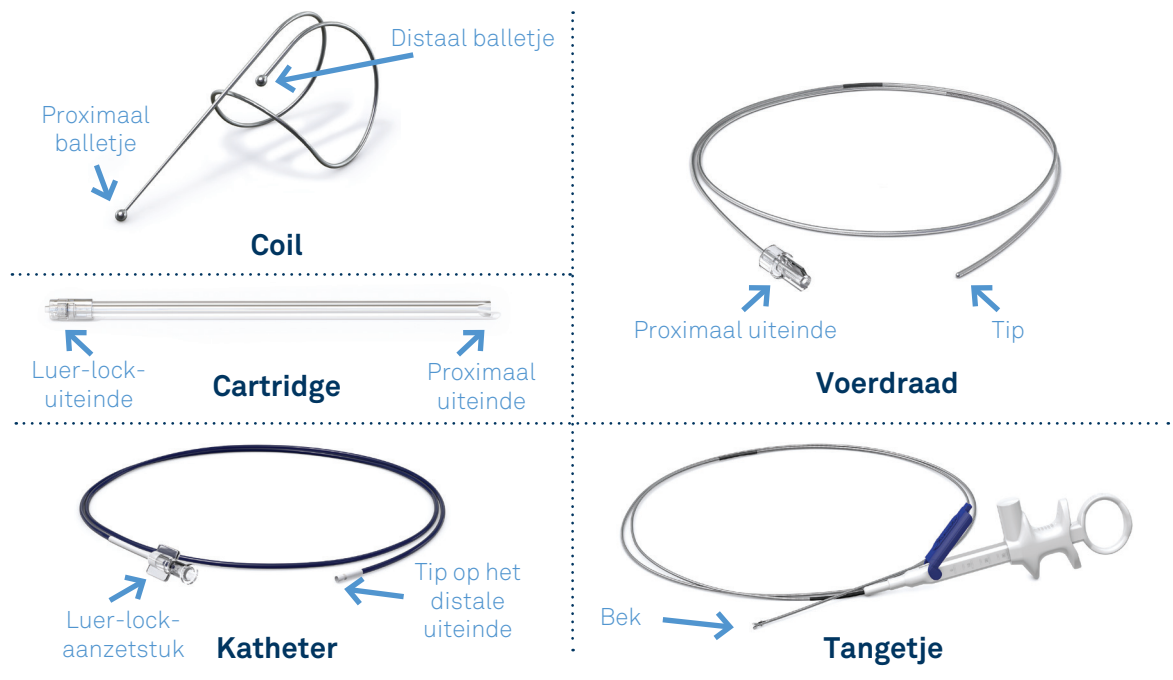 Distaal balletje
Proximaal
balletje
Coil
Luer-lock-
uiteinde
Cartridge
Proximaal
uiteinde
Proximaal uiteinde
Tip
Voerdraad
Luer-lock-
aanzetstuk
Katheter
Tip op het
distale
uiteinde
Bek
Tangetje